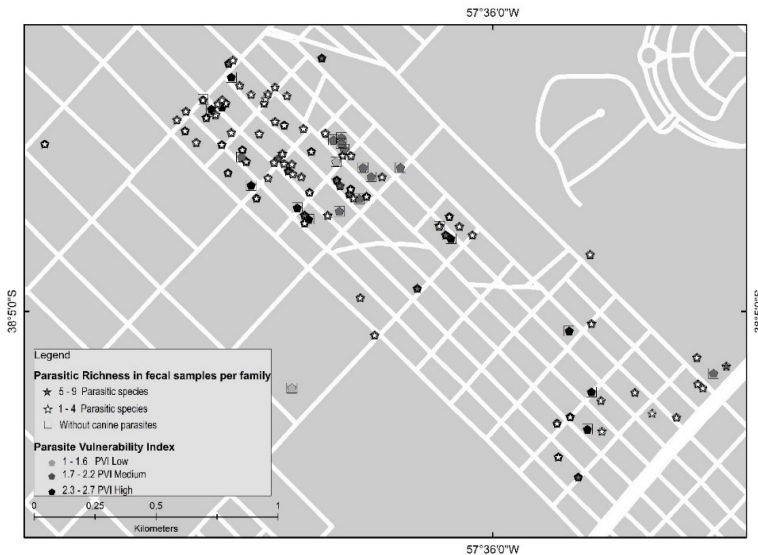 57°36'0"W
38°5'0"S
38°5'0"S
Legend
Parasitic Richness in fecal samples per family
5 - 9 Parasitic species
1 - 4 Parasitic species
Without canine parasites
Parasite Vulnerability Index
1 - 1.6 PVI Low
1.7 - 2.2 PVI Medium
2.3 - 2.7 PVI High
0 0,25 0,5 1
Kilometers
57°36'0"W